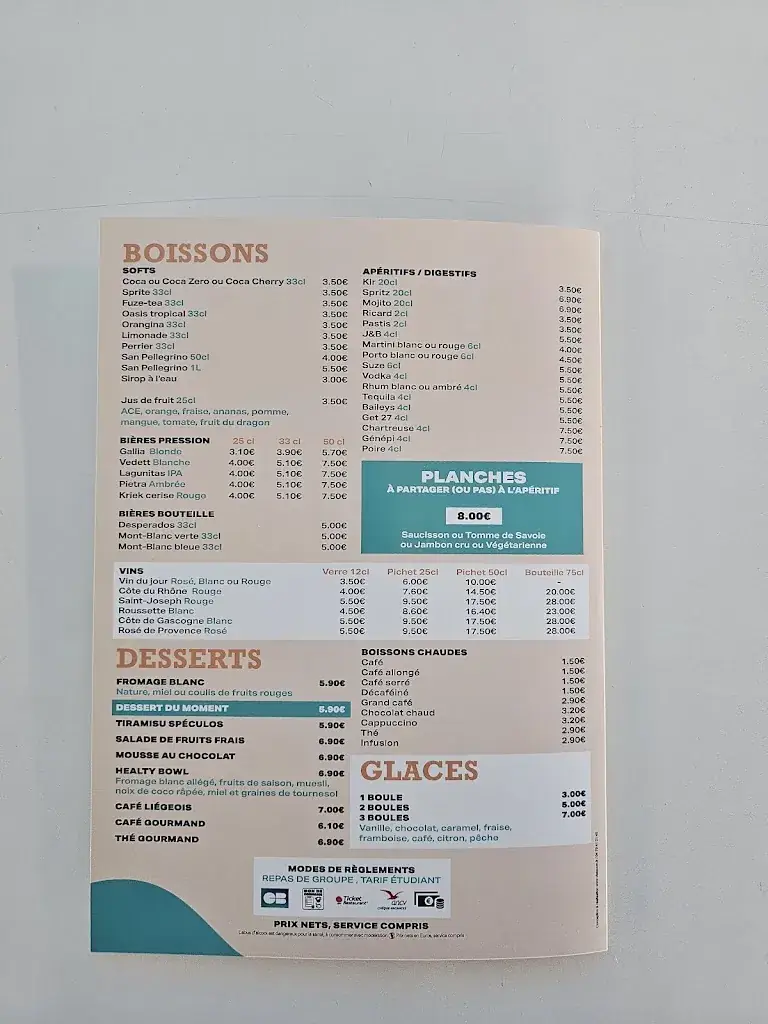 BOISSONS
SOFTS
Coca ou Coca Zero ou Coca Cherry 33cl 3.50€
Sprite 33cl 3.50€
Fuze-tea 33cl 3.50€
Oasis tropical 33cl 3.50€
Orangina 33cl 3.50€
Limonade 33cl 3.50€
Perrier 33cl 3.50€
San Pellegrino 50cl 4.00€
San Pellegrino 1L 5.50€
Sirop à l'eau 3.00€
Jus de fruit 25cl 3.50€
ACE, orange, fraise, ananas, pomme,
mangue, tomate, fruit du dragon
BIÈRES PRESSION 25 cl 33 cl 50 cl
Gallia Blonde 3.10€ 3.90€ 5.70€
Vedett Blanche 4.00€ 5.10€ 7.50€
Lagunitas IPA 4.00€ 5.10€ 7.50€
Pietra Ambrée 4.00€ 5.10€ 7.50€
Kriek cerise Rouge 4.00€ 5.10€ 7.50€
BIÈRES BOUTEILLE
Desperados 33cl 5.00€
Mont-Blanc verte 33cl 5.00€
Mont-Blanc bleue 33cl 5.00€
APÉRITIFS / DIGESTIFS
Kir 20cl 3.50€
Spritz 20cl 6.90€
Mojito 20cl 6.90€
Ricard 2cl 3.50€
Pastis 2cl 3.50€
J&B 4cl 5.50€
Martini blanc ou rouge 6cl 4.00€
Porto blanc ou rouge 6cl 4.50€
Suze 6cl 5.50€
Vodka 4cl 5.50€
Rhum blanc ou ambré 4cl 5.50€
Tequila 4cl 5.50€
Baileys 4cl 5.50€
Get 27 4cl 5.50€
Chartreuse 4cl 7.50€
Génépi 4cl 7.50€
Poire 4cl 7.50€
PLANCHES
À PARTAGER (OU PAS) À L'APÉRITIF
8.00€
Saucisson ou Tomme de Savoie
ou Jambon cru ou Végétarienne
VINS Verre 12cl Pichet 25cl Pichet 50cl Bouteille 75cl
Vin du jour Rosé, Blanc ou Rouge 3.50€ 6.00€ 10.00€ -
Côte du Rhône Rouge 4.00€ 7.60€ 14.50€ 20.00€
Saint-Joseph Rouge 5.50€ 9.50€ 17.50€ 28.00€
Roussette Blanc 4.50€ 8.60€ 16.40€ 23.00€
Côte de Gascogne Blanc 5.50€ 9.50€ 17.50€ 28.00€
Rosé de Provence Rosé 5.50€ 9.50€ 17.50€ 28.00€
DESSERTS
FROMAGE BLANC 5.90€
Nature, miel ou coulis de fruits rouges
DESSERT DU MOMENT 5.90€
TIRAMISU SPÉCULOS 5.90€
SALADE DE FRUITS FRAIS 6.90€
MOUSSE AU CHOCOLAT 6.90€
HEALTY BOWL 6.90€
Fromage blanc allégé, fruits de saison, muesli,
noix de coco râpée, miel et graines de tournesol
CAFÉ LIÉGEOIS 7.00€
CAFÉ GOURMAND 6.10€
THÉ GOURMAND 6.90€
BOISSONS CHAUDES
Café 1.50€
Café allongé 1.50€
Café serré 1.50€
Décaféiné 1.50€
Grand café 2.90€
Chocolat chaud 3.20€
Cappuccino 3.20€
Thé 2.90€
Infusion 2.90€
GLACES
1 BOULE 3.00€
2 BOULES 5.00€
3 BOULES 7.00€
Vanille, chocolat, caramel, fraise,
framboise, café, citron, pêche
MODES DE RÈGLEMENTS
REPAS DE GROUPE , TARIF ÉTUDIANT
CB
Ticket Restaurant
ancv
PRIX NETS, SERVICE COMPRIS
L'abus d'alcool est dangereux pour la santé, à consommer avec modération. Prix nets en Euros, service compris